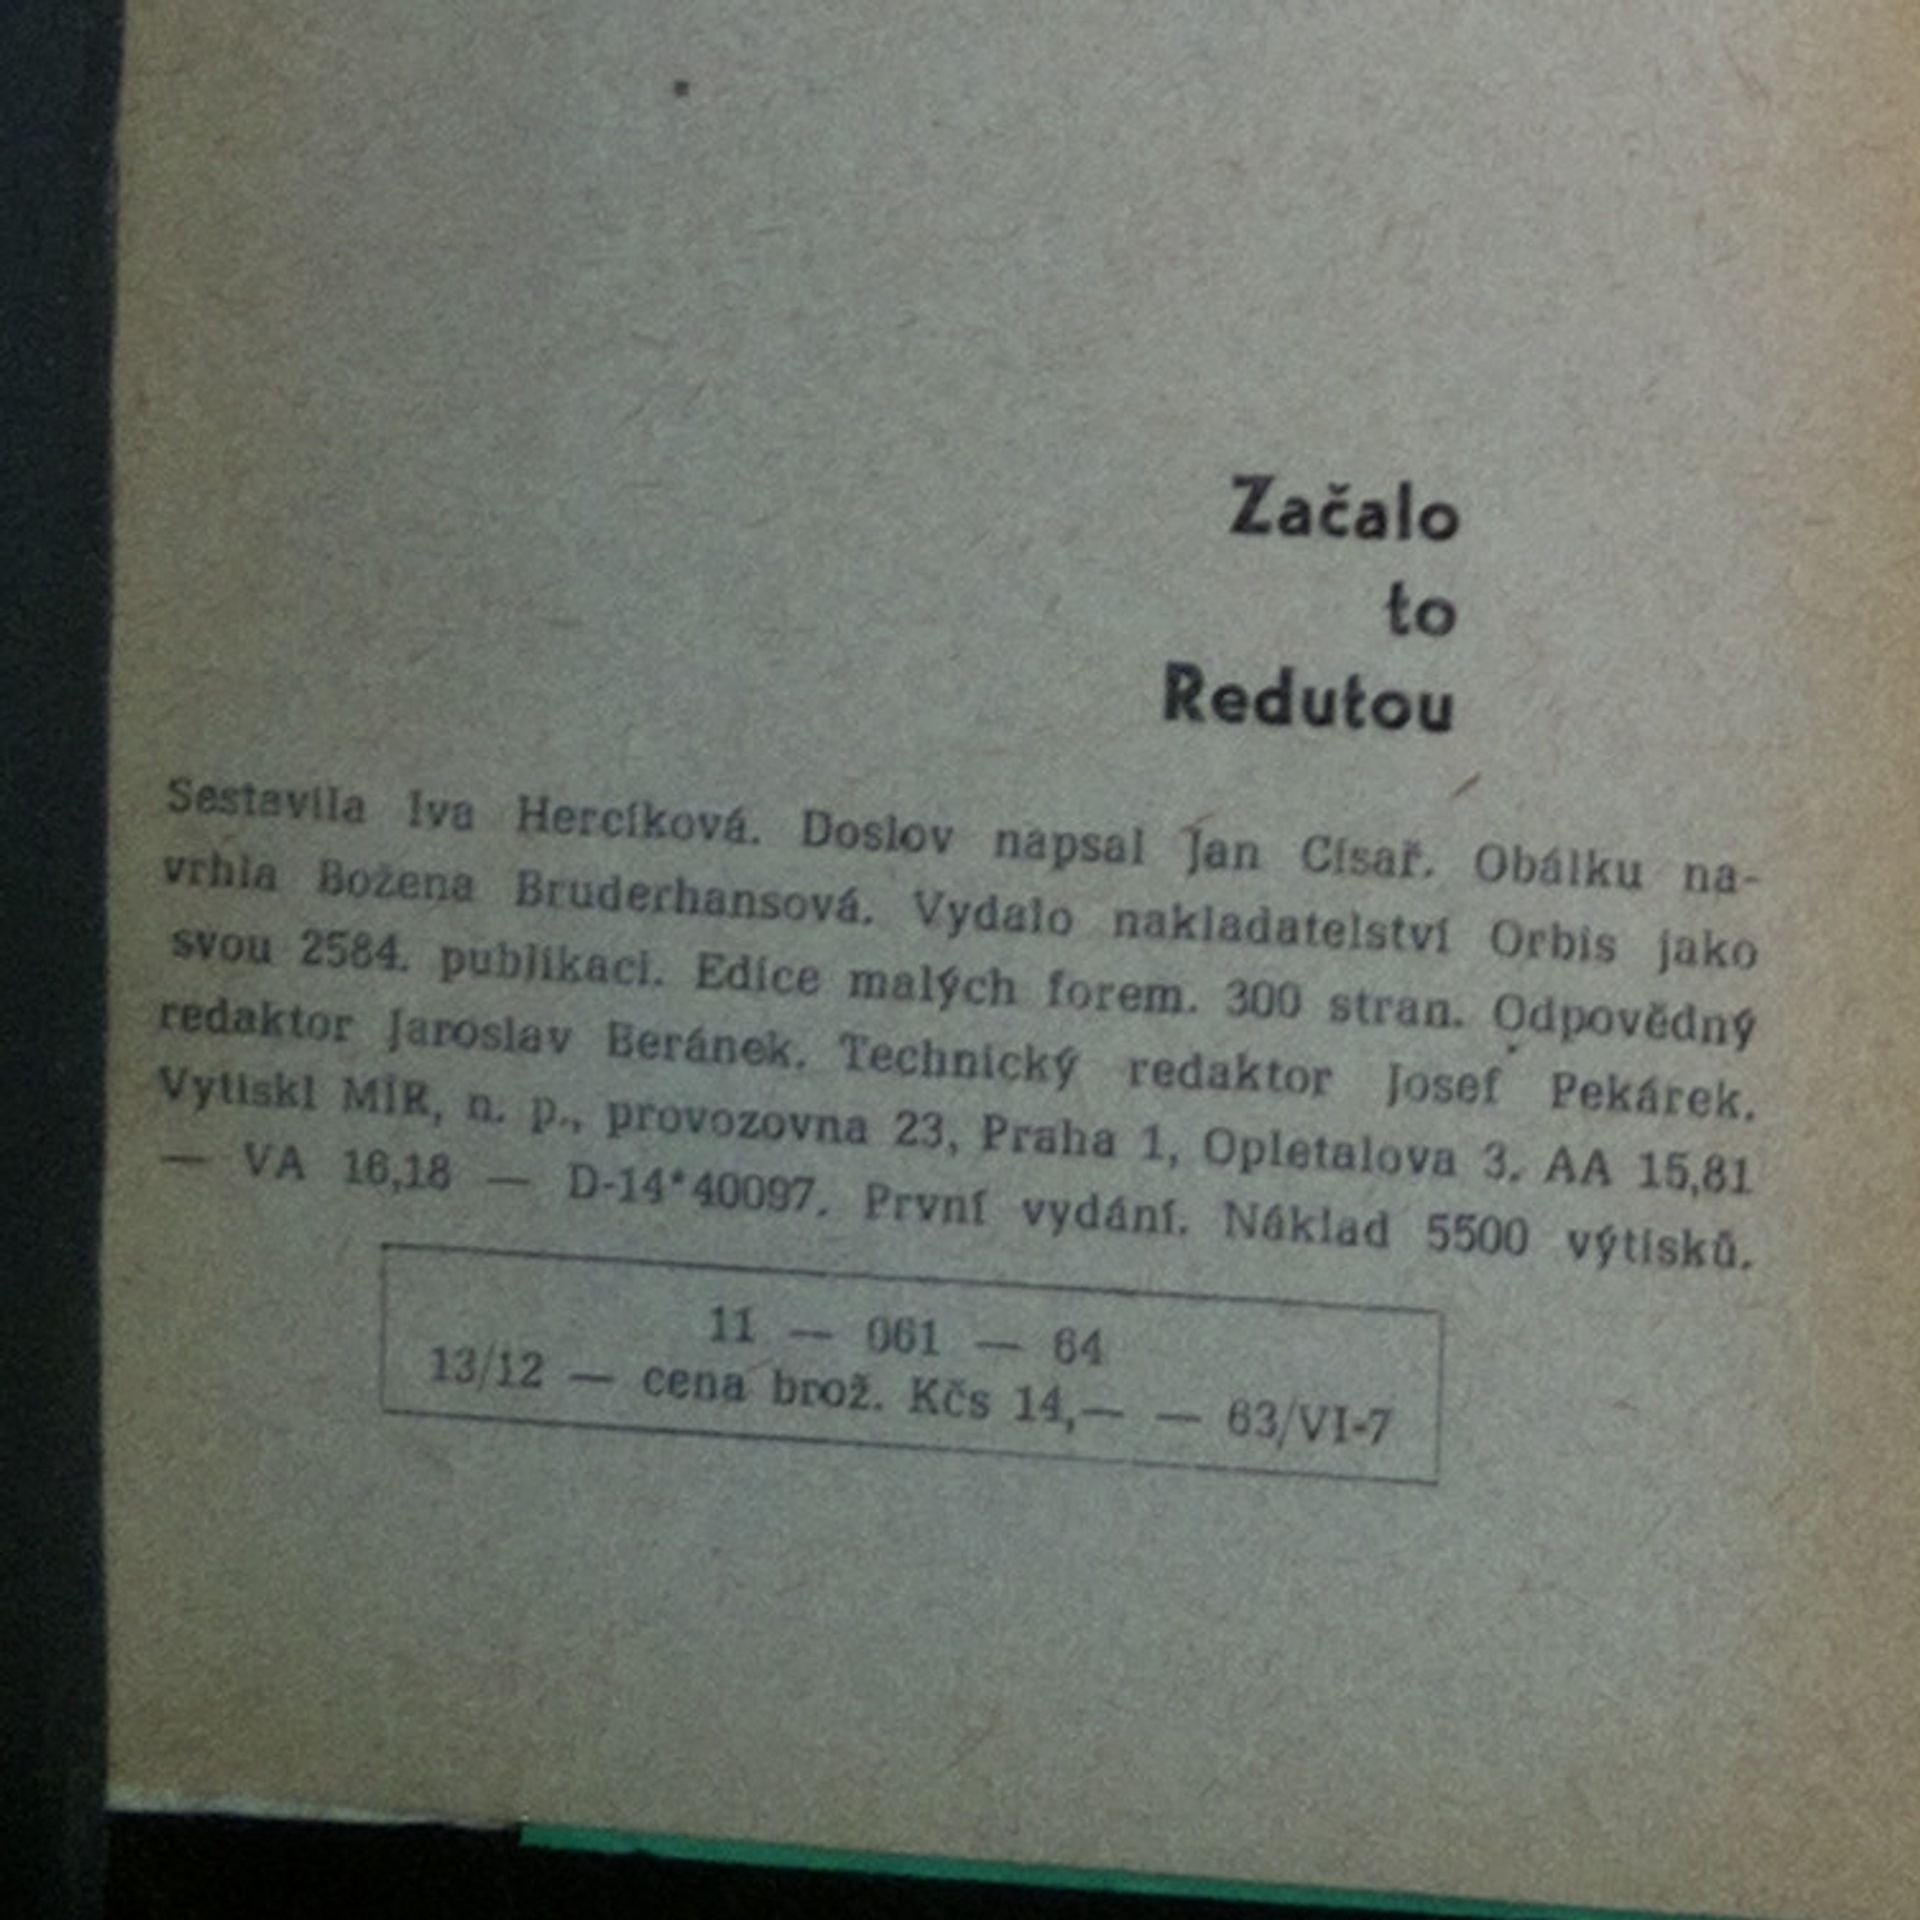 Začalo
to
Redutou
Sestavila Iva Hercíková. Doslov napsal Jan Císař. Obálku na-
vrhla Božena Bruderhansová. Vydalo nakladatelství Orbis jako
svou 2584. publikaci. Edice malých forem. 300 stran. Odpovědný
redaktor Jaroslav Beránek. Technický redaktor Josef Pekárek.
Vytiskl MÍR, n. p., provozovna 23, Praha 1, Opletalova 3. AA 15,81
— VA 16,18 — D-14*40097. První vydání. Náklad 5500 výtisků.
11 — 061 — 64
13/12 — cena brož. Kčs 14,— — 63/VI-7